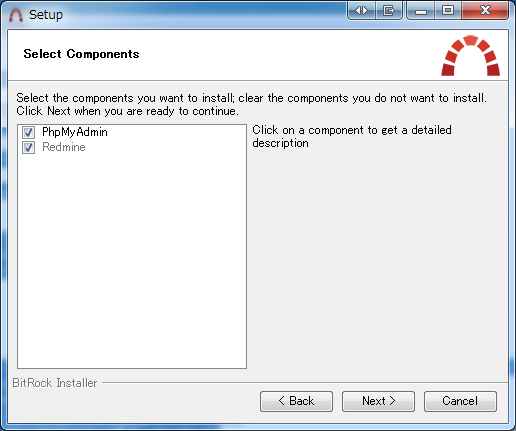 Setup
Select Components
Select the components you want to install; clear the components you do not want to install.
Click Next when you are ready to continue.
PhpMyAdmin
Redmine
Click on a component to get a detailed
description
BitRock Installer
< Back
Next >
Cancel